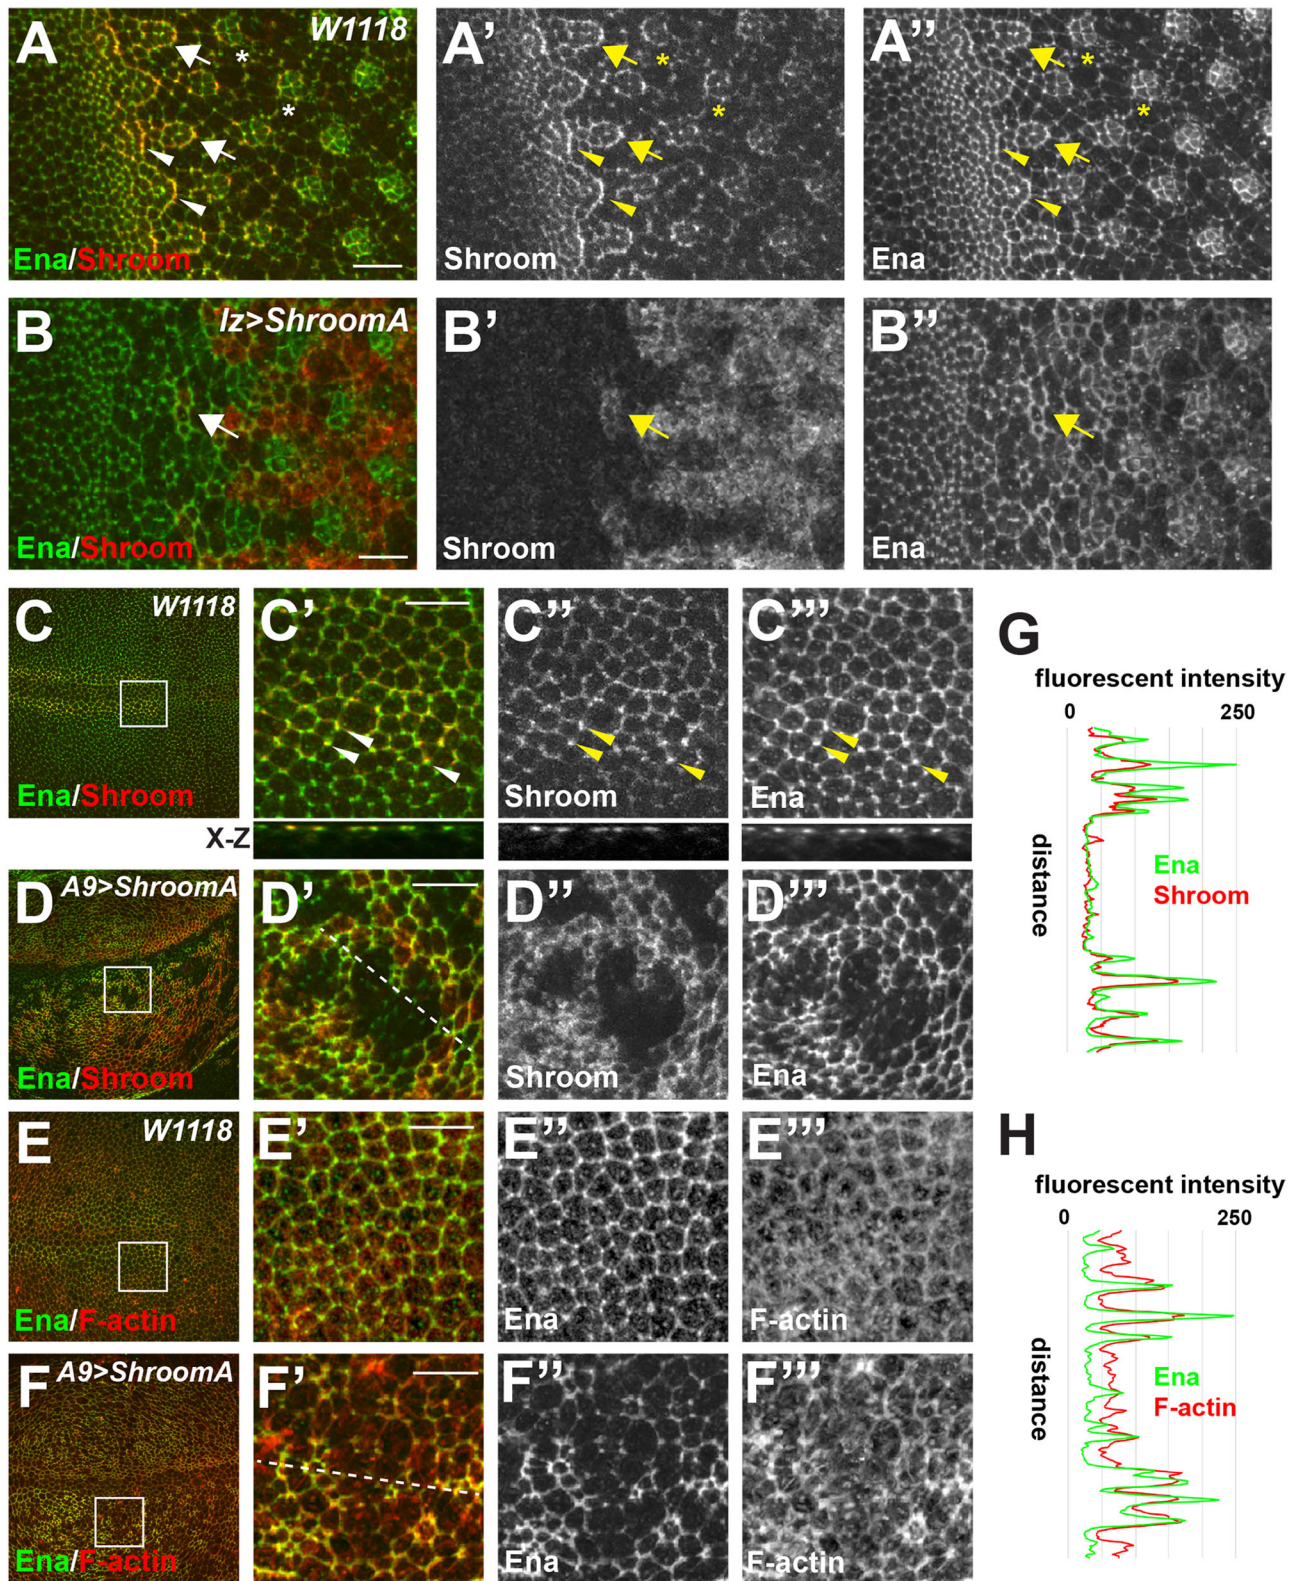 A W1118 * * Ena/Shroom
A’ * * Shroom
A’’ * * Ena
B lz>ShroomA Ena/Shroom
B’ Shroom
B’’ Ena
C W1118 Ena/Shroom
C’
C’’ Shroom
C’’’ Ena
X-Z
D A9>ShroomA Ena/Shroom
D’
D’’ Shroom
D’’’ Ena
E W1118 Ena/F-actin
E’
E’’ Ena
E’’’ F-actin
F A9>ShroomA Ena/F-actin
F’
F’’ Ena
F’’’ F-actin
G
fluorescent intensity
0 250
distance
Ena
Shroom
H
fluorescent intensity
0 250
distance
Ena
F-actin